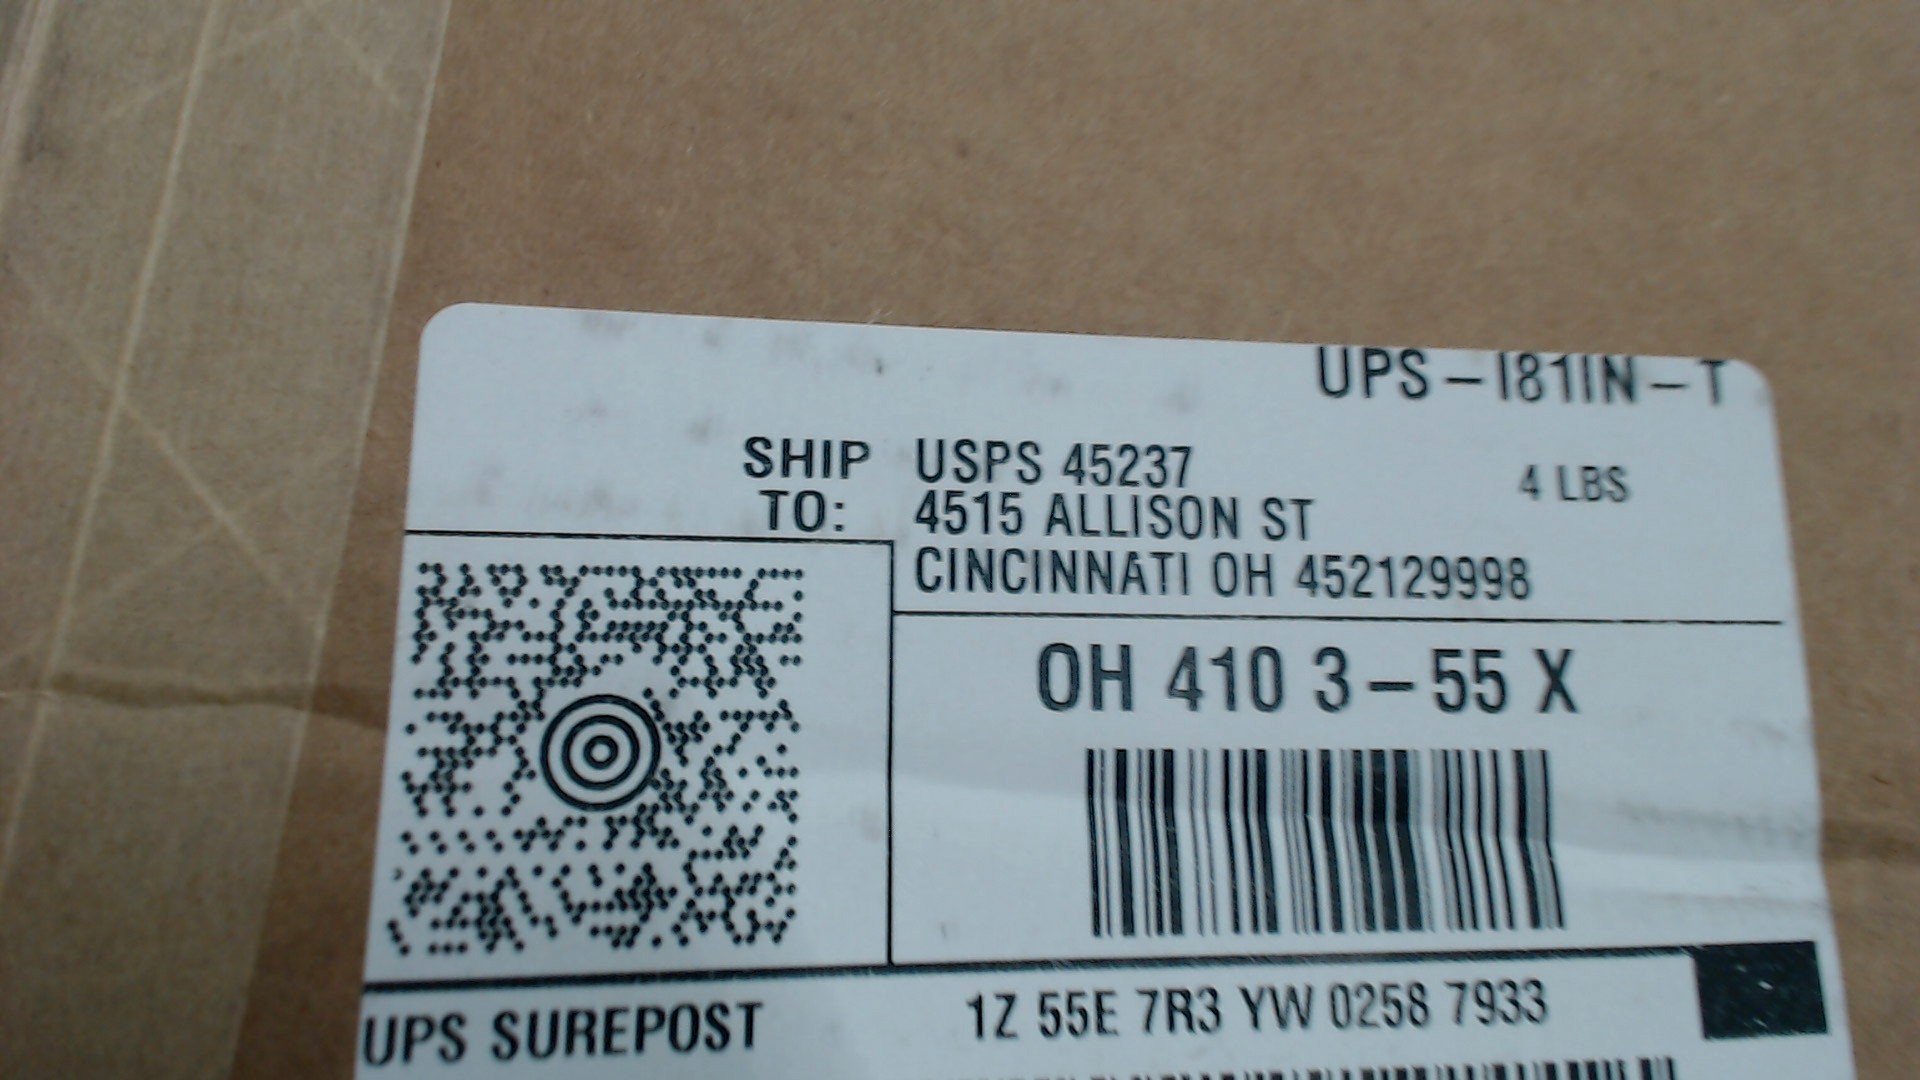 UPS-I81IN-T
SHIP TO:
USPS 45237
4515 ALLISON ST
CINCINNATI OH 452129998
4 LBS
OH 410 3-55 X
UPS SUREPOST
1Z 55E 7R3 YW 0258 7933